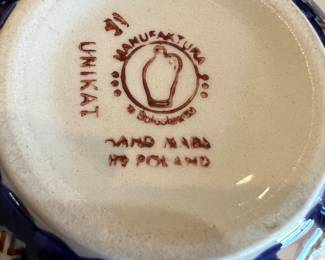 UNIKAT
MANUFAKTURA
HAND MADE
IN POLAND